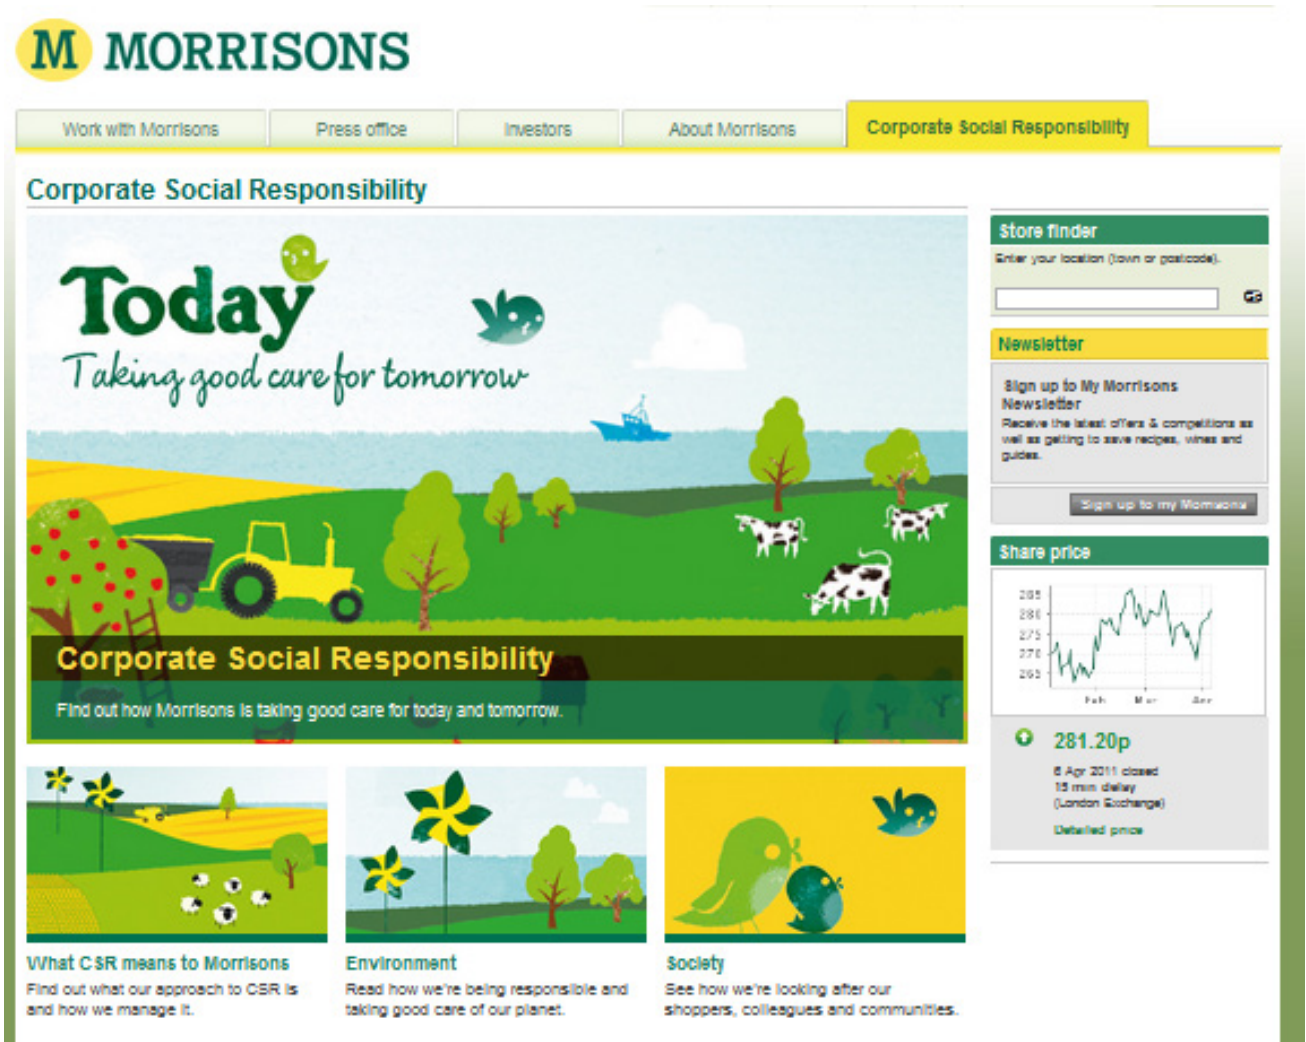 M MORRISONS
Work with Morrisons
Press office
Investors
About Morrisons
Corporate Social Responsibility
Corporate Social Responsibility
Today
Taking good care for tomorrow
Corporate Social Responsibility
Find out how Morrisons is taking good care for today and tomorrow.
What CSR means to Morrisons
Find out what our approach to CSR is
and how we manage it.
Environment
Read how we're being responsible and
taking good care of our planet.
Society
See how we're looking after our
shoppers, colleagues and communities.
Store finder
Enter your location (town or postcode).
Go
Newsletter
Sign up to My Morrisons
Newsletter
Receive the latest offers & competitions as
well as getting to save recipes, wines and
guides.
Sign up to my Morrisons
Share price
285
280
275
270
265
Feb Mar Apr
281.20p
6 Apr 2011 closed
15 min delay
(London Exchange)
Detailed price